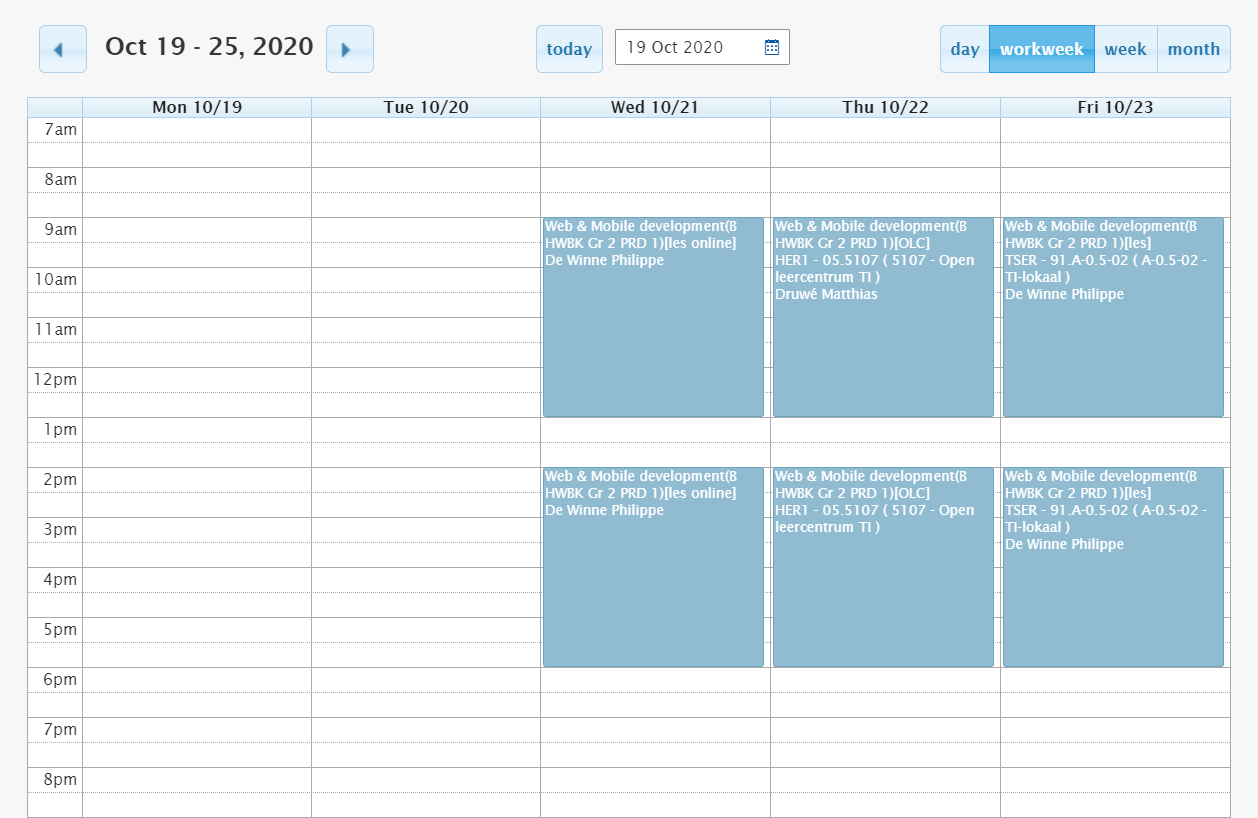 Oct 19 - 25, 2020
today
19 Oct 2020
day
workweek
week
month
Mon 10/19
Tue 10/20
Wed 10/21
Thu 10/22
Fri 10/23
7am
8am
9am
10am
11am
12pm
1pm
2pm
3pm
4pm
5pm
6pm
7pm
8pm
Web & Mobile development(B
HWBK Gr 2 PRD 1)[les online]
De Winne Philippe
Web & Mobile development(B
HWBK Gr 2 PRD 1)[OLC]
HER1 - 05.5107 ( 5107 - Open
leercentrum TI )
Druwé Matthias
Web & Mobile development(B
HWBK Gr 2 PRD 1)[les]
TSER - 91.A-0.5-02 ( A-0.5-02 -
TI-lokaal )
De Winne Philippe
Web & Mobile development(B
HWBK Gr 2 PRD 1)[les online]
De Winne Philippe
Web & Mobile development(B
HWBK Gr 2 PRD 1)[OLC]
HER1 - 05.5107 ( 5107 - Open
leercentrum TI )
Web & Mobile development(B
HWBK Gr 2 PRD 1)[les]
TSER - 91.A-0.5-02 ( A-0.5-02 -
TI-lokaal )
De Winne Philippe